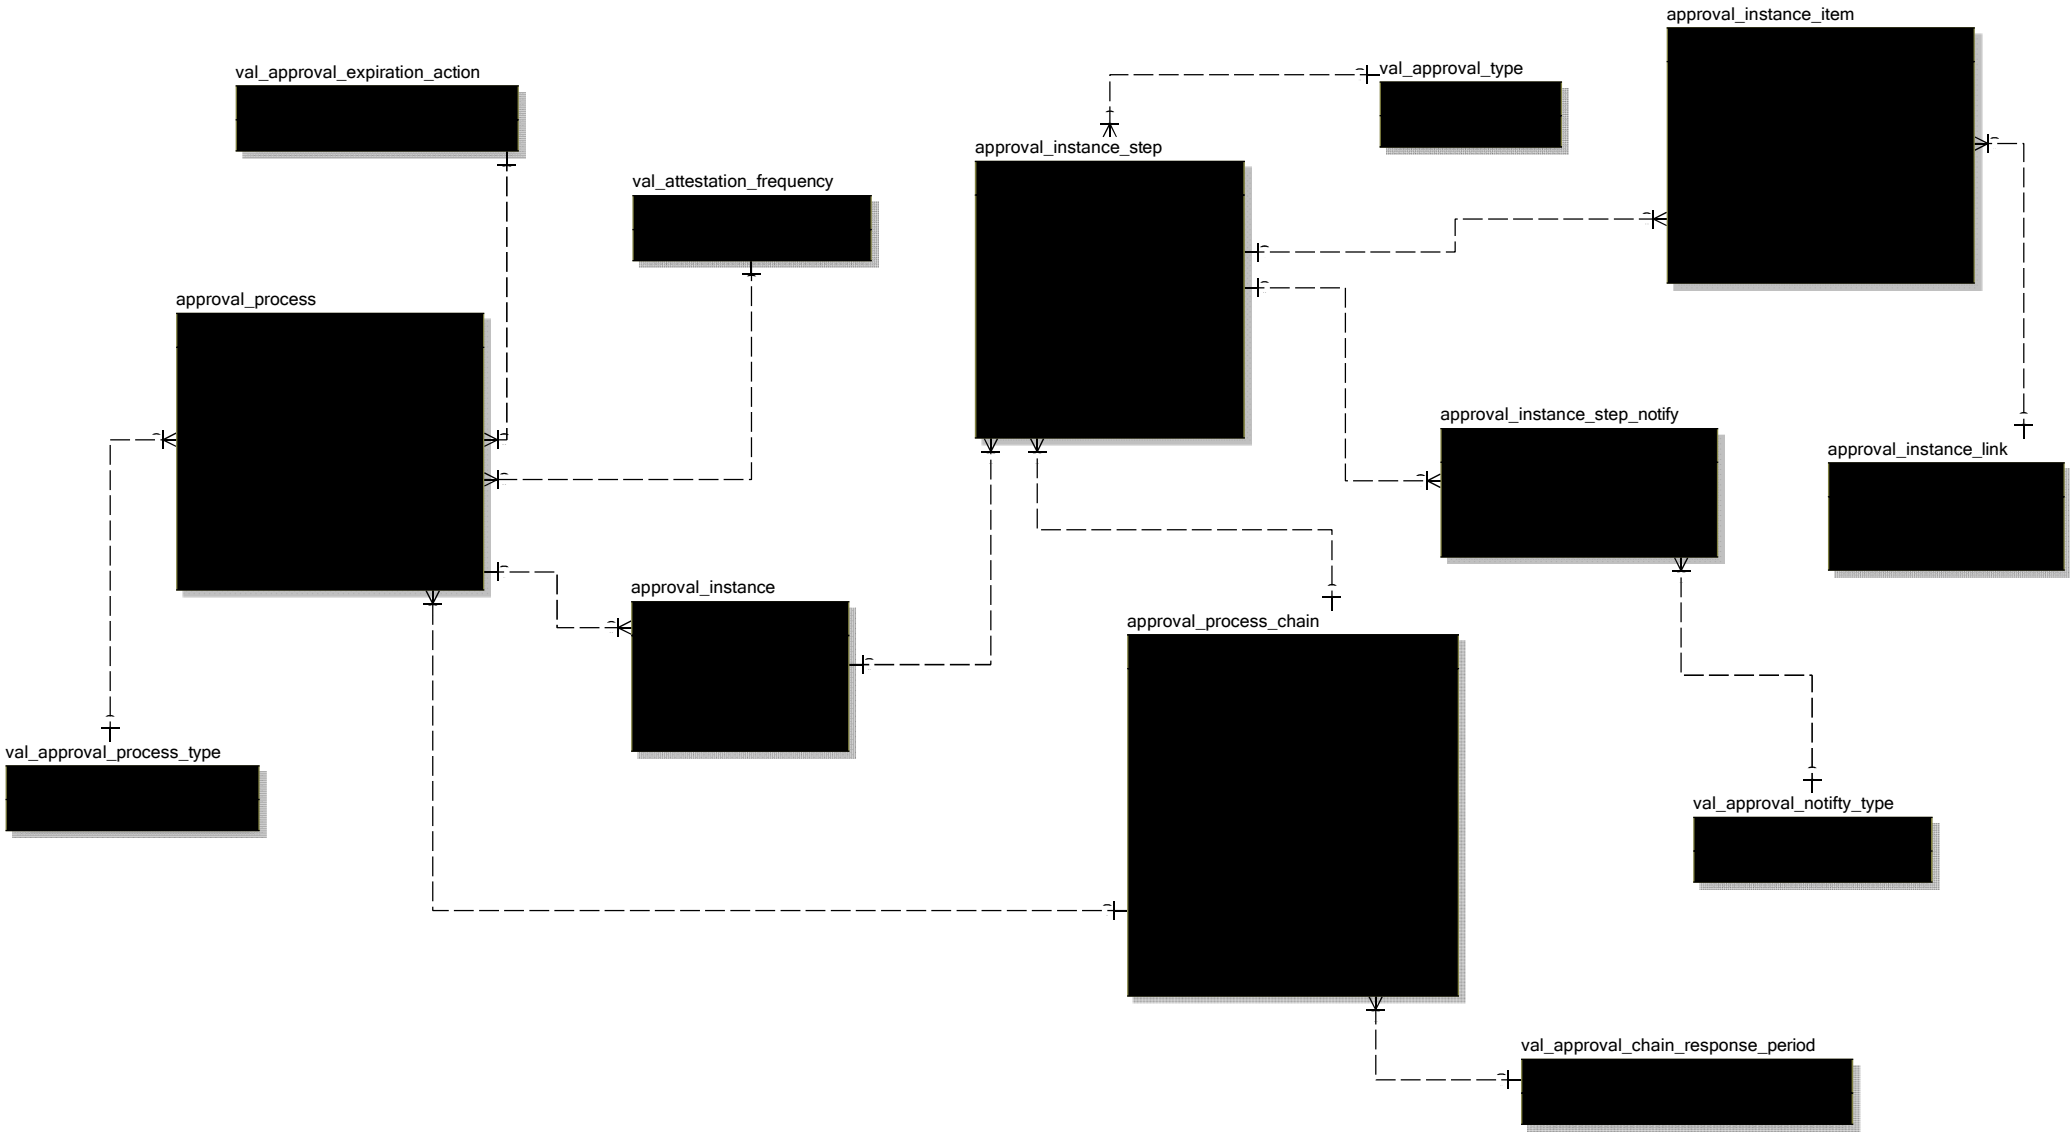 approval_instance_item
val_approval_expiration_action
val_approval_type
approval_instance_step
val_attestation_frequency
approval_process
approval_instance_step_notify
approval_instance_link
approval_instance
approval_process_chain
val_approval_process_type
val_approval_notifty_type
val_approval_chain_response_period